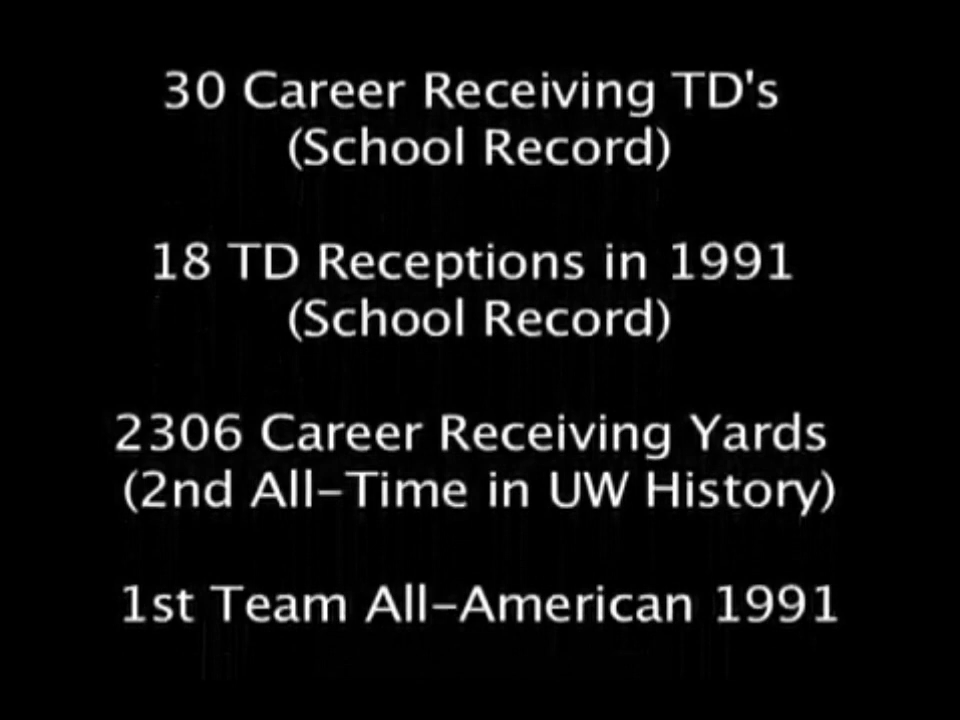 30 Career Receiving TD's
(School Record)
18 TD Receptions in 1991
(School Record)
2306 Career Receiving Yards
(2nd All-Time in UW History)
1st Team All-American 1991